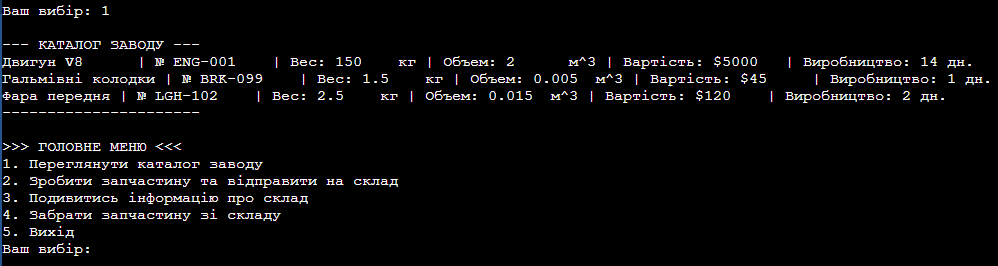 Ваш вибір: 1
--- КАТАЛОГ ЗАВОДУ ---
Двигун V8      | № ENG-001    | Вес: 150    кг | Объем: 2      м^3 | Вартість: $5000   | Виробництво: 14 дн.
Гальмівні колодки | № BRK-099    | Вес: 1.5    кг | Объем: 0.005  м^3 | Вартість: $45     | Виробництво: 1 дн.
Фара передня | № LGH-102    | Вес: 2.5    кг | Объем: 0.015  м^3 | Вартість: $120    | Виробництво: 2 дн.
----------------------
>>> ГОЛОВНЕ МЕНЮ <<<
1. Переглянути каталог заводу
2. Зробити запчастину та відправити на склад
3. Подивитись інформацію про склад
4. Забрати запчастину зі складу
5. Вихід
Ваш вибір: